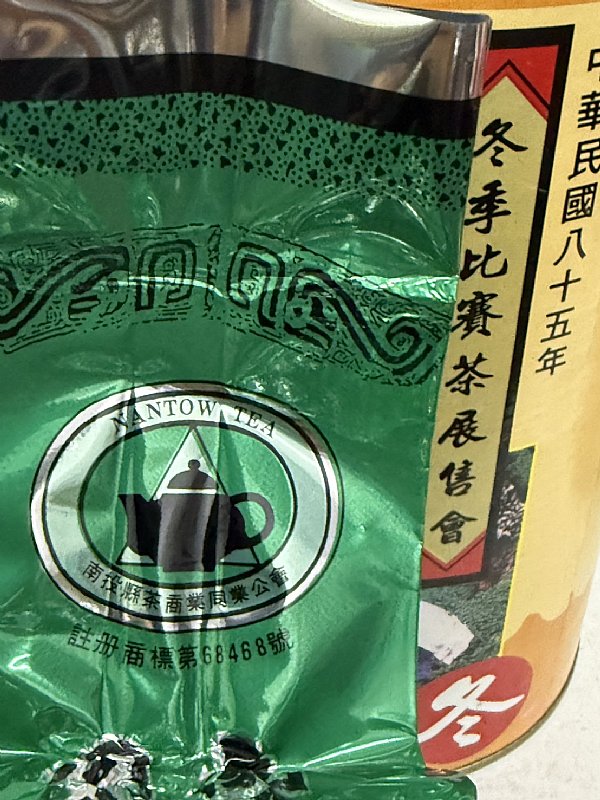 NANTOW TEA
南投縣茶商業同業公會
註册商標第68468號
中華民國八十五年
冬季比賽茶展售會
冬